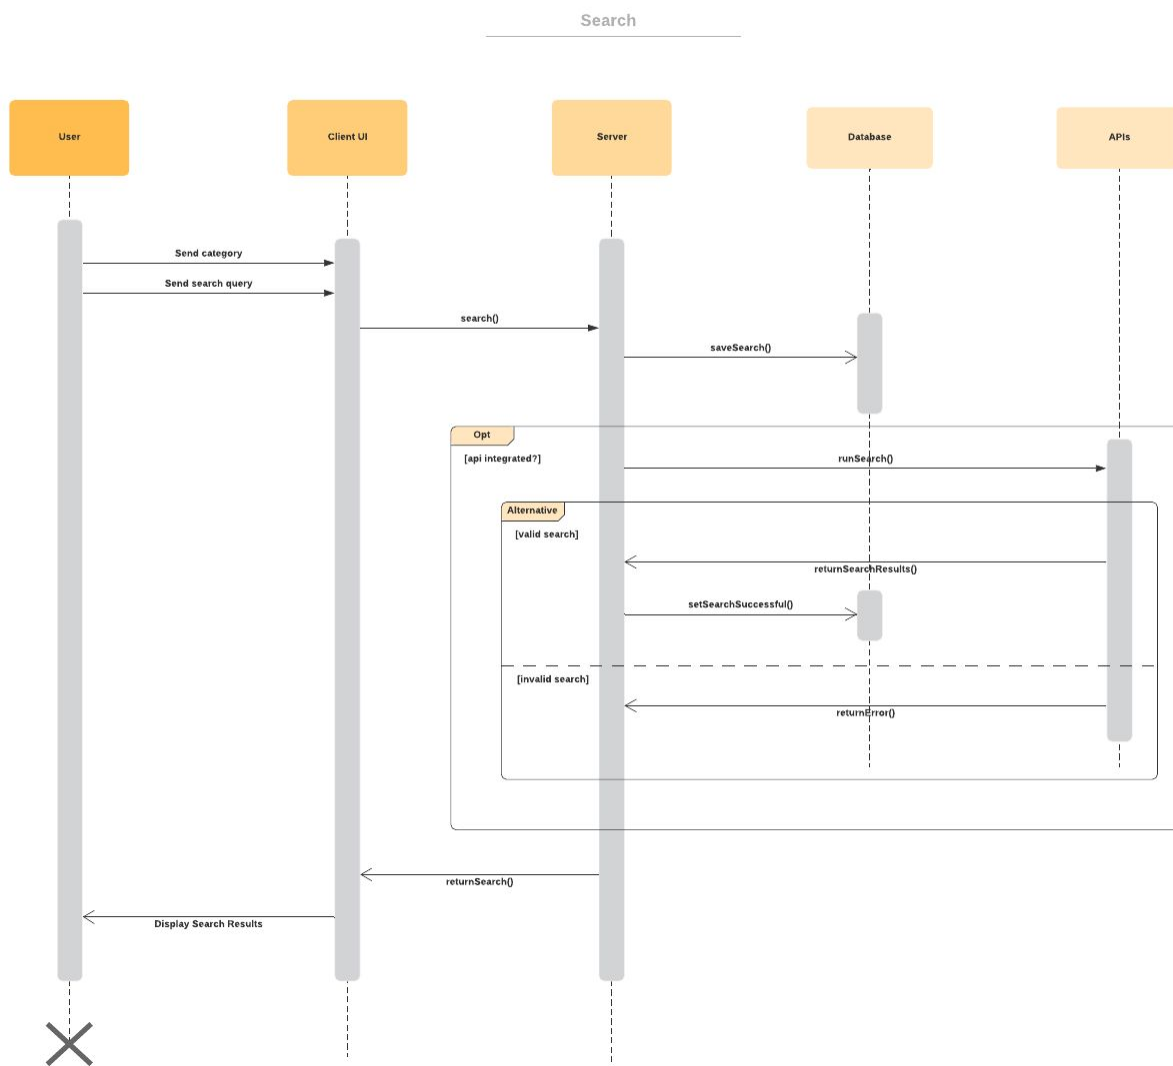 Search
User
Client UI
Server
Database
APIs
Send category
Send search query
search()
saveSearch()
Opt
[api integrated?]
runSearch()
Alternative
[valid search]
returnSearchResults()
setSearchSuccessful()
[invalid search]
returnError()
returnSearch()
Display Search Results